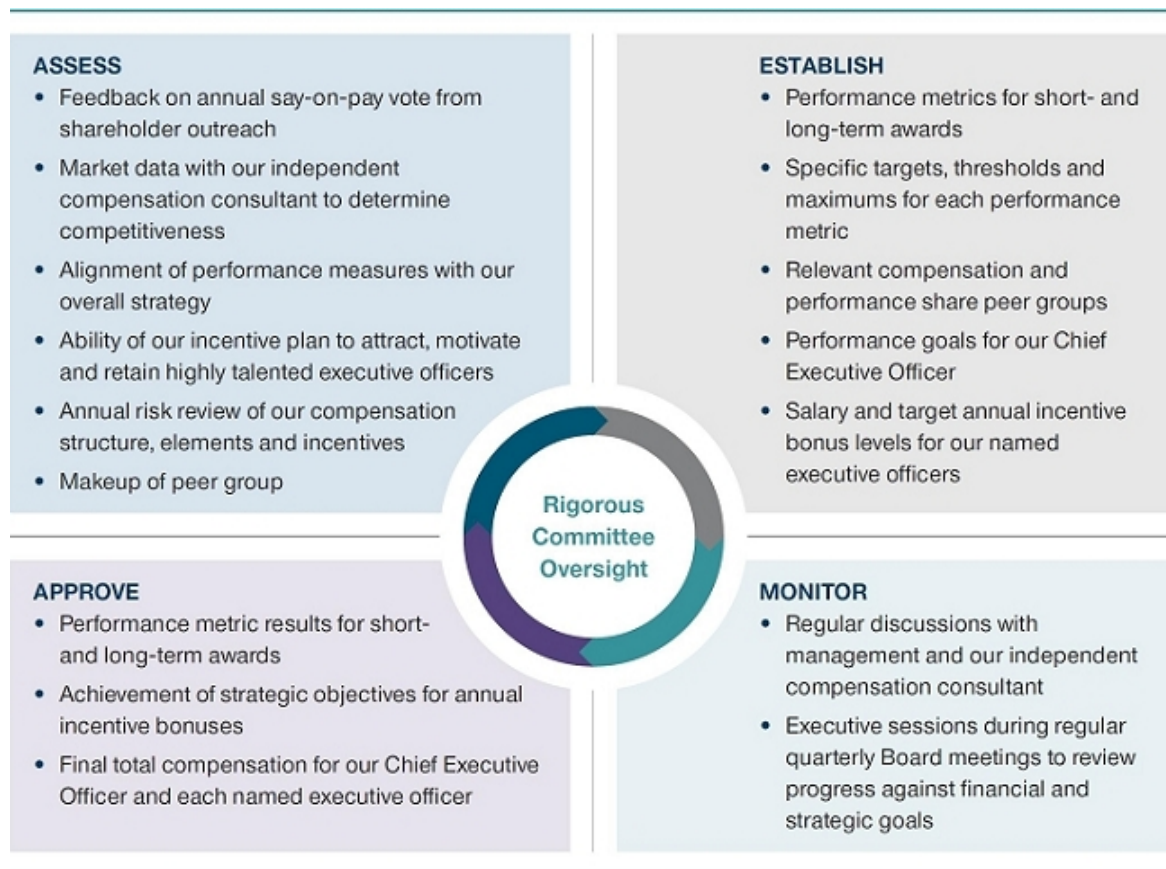 ASSESS
• Feedback on annual say-on-pay vote from
shareholder outreach
• Market data with our independent
compensation consultant to determine
competitiveness
• Alignment of performance measures with our
overall strategy
• Ability of our incentive plan to attract, motivate
and retain highly talented executive officers
• Annual risk review of our compensation
structure, elements and incentives
• Makeup of peer group
ESTABLISH
• Performance metrics for short- and
long-term awards
• Specific targets, thresholds and
maximums for each performance
metric
• Relevant compensation and
performance share peer groups
• Performance goals for our Chief
Executive Officer
• Salary and target annual incentive
bonus levels for our named
executive officers
Rigorous
Committee
Oversight
APPROVE
• Performance metric results for short-
and long-term awards
• Achievement of strategic objectives for annual
incentive bonuses
• Final total compensation for our Chief Executive
Officer and each named executive officer
MONITOR
• Regular discussions with
management and our independent
compensation consultant
• Executive sessions during regular
quarterly Board meetings to review
progress against financial and
strategic goals